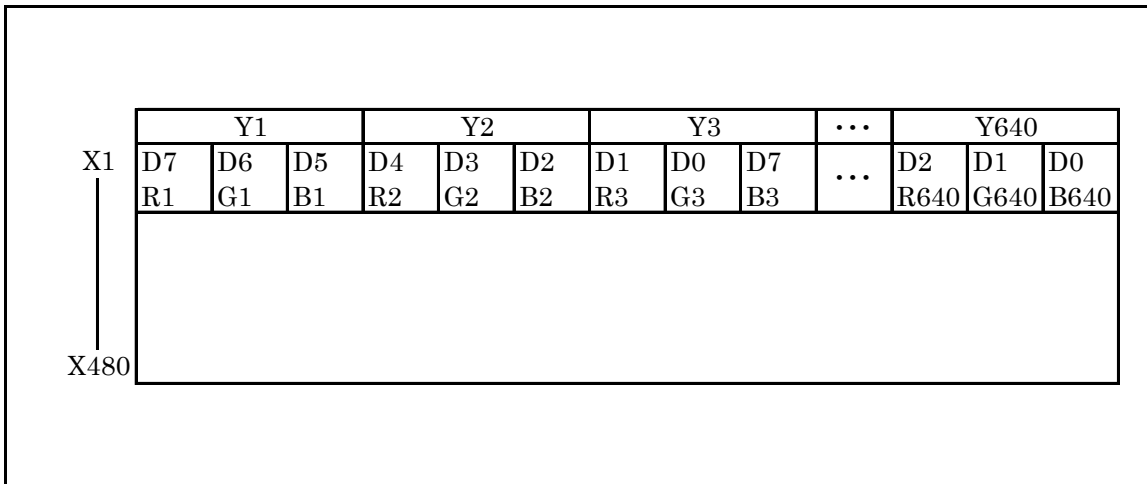 Y1 Y2 Y3 ··· Y640
X1 D7 D6 D5 D4 D3 D2 D1 D0 D7 ··· D2 D1 D0
R1 G1 B1 R2 G2 B2 R3 G3 B3 R640 G640 B640
X480